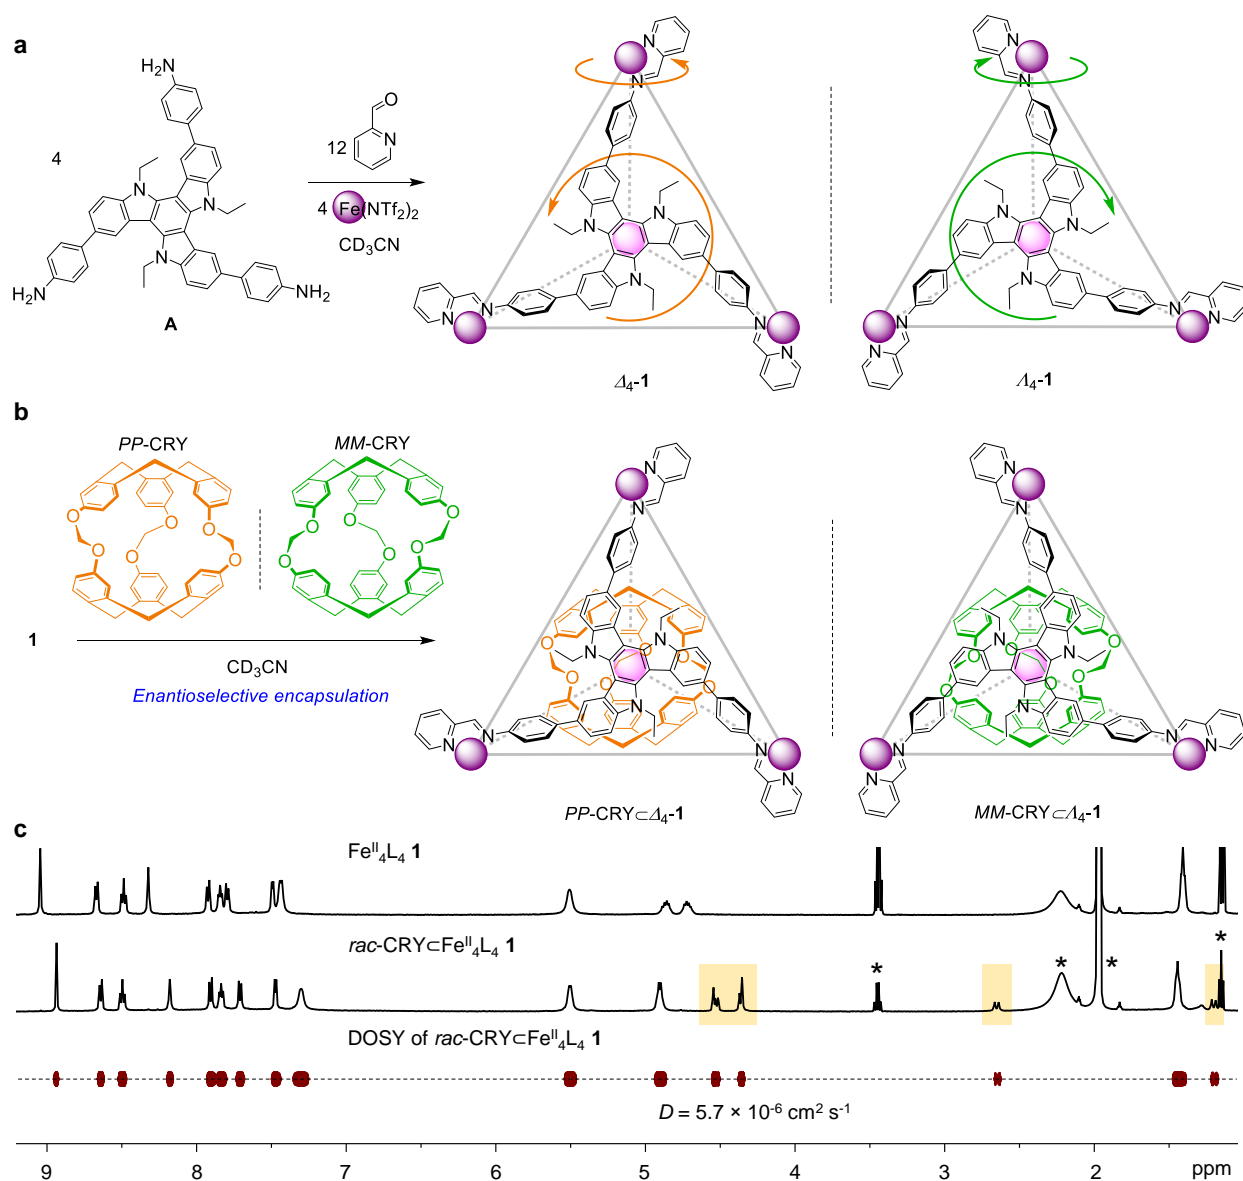 a
H2N
4
NH2
H2N
N
N
N
A
O
12
N
4 Fe(NTf2)2
CD3CN
N
N
N
N
N
N
N
N
N
Δ4-1
N
N
N
N
N
N
N
N
N
Λ4-1
b
PP-CRY
MM-CRY
O
O
O
O
O
O
O
O
O
O
O
O
1
CD3CN
Enantioselective encapsulation
N
N
N
N
N
N
N
N
N
O
O
O
O
O
PP-CRY⊂Δ4-1
N
N
N
N
N
N
N
N
N
O
O
O
O
O
MM-CRY⊂Λ4-1
c
FeII4L4 1
rac-CRY⊂FeII4L4 1
* * * *
DOSY of rac-CRY⊂FeII4L4 1
D = 5.7 × 10-6 cm2 s-1
9 8 7 6 5 4 3 2 ppm